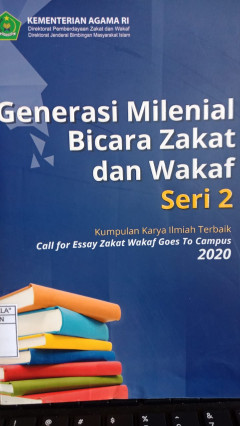 KEMENTERIAN AGAMA RI
Direktorat Pemberdayaan Zakat dan Wakaf
Direktorat Jenderal Bimbingan Masyarakat Islam
Generasi Milenial
Bicara Zakat
dan Wakaf
Seri 2
Kumpulan Karya Ilmiah Terbaik
Call for Essay Zakat Wakaf Goes To Campus
2020